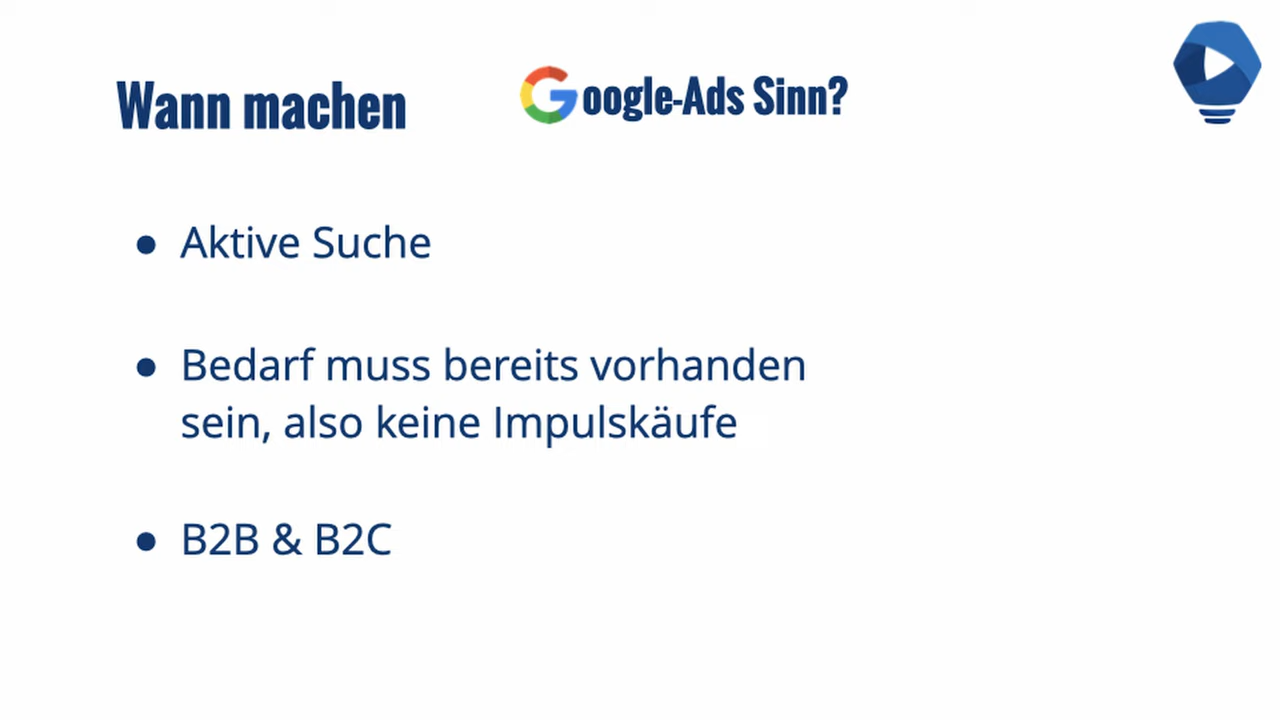 Wann machen Google-Ads Sinn?
● Aktive Suche
● Bedarf muss bereits vorhanden
sein, also keine Impulskäufe
● B2B & B2C